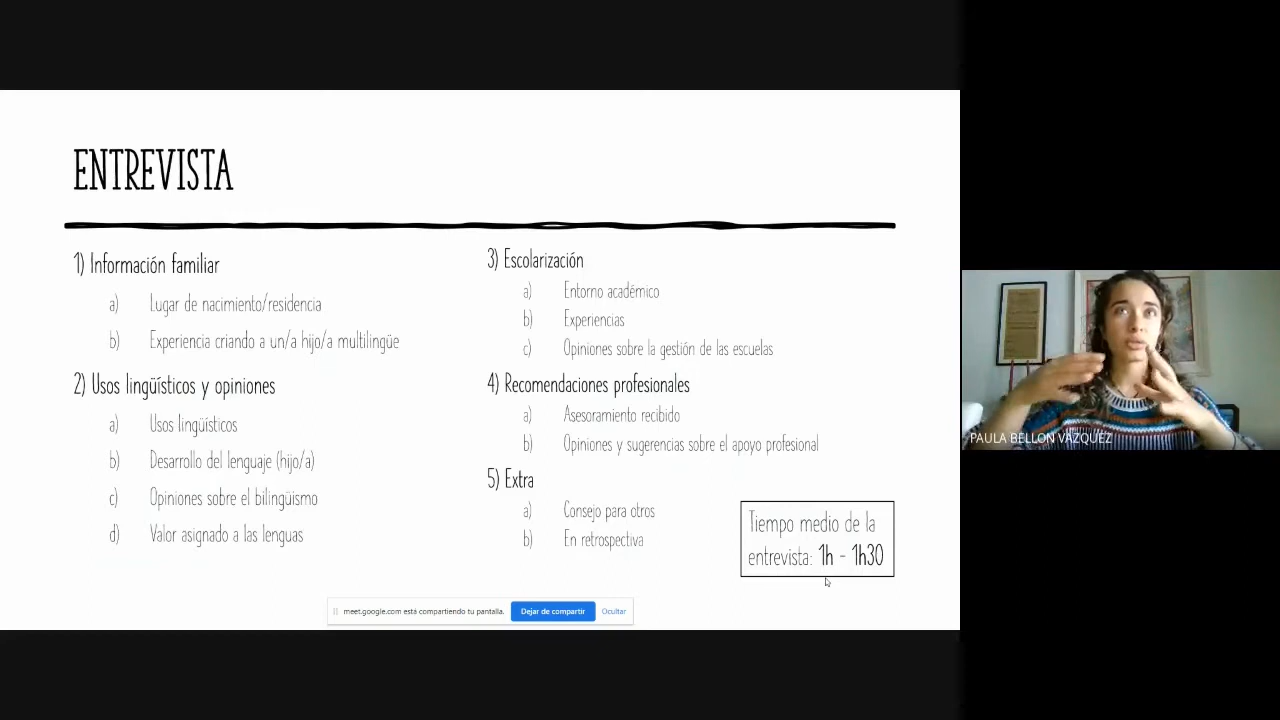 ENTREVISTA
1) Información familiar
a) Lugar de nacimiento/residencia
b) Experiencia criando a un/a hijo/a multilingüe
2) Usos lingüísticos y opiniones
a) Usos lingüísticos
b) Desarrollo del lenguaje (hijo/a)
c) Opiniones sobre el bilingüismo
d) Valor asignado a las lenguas
3) Escolarización
a) Entorno académico
b) Experiencias
c) Opiniones sobre la gestión de las escuelas
4) Recomendaciones profesionales
a) Asesoramiento recibido
b) Opiniones y sugerencias sobre el apoyo profesional
5) Extra
a) Consejo para otros
b) En retrospectiva
Tiempo medio de la
entrevista: 1h - 1h30
meet.google.com está compartiendo tu pantalla. Dejar de compartir Ocultar
PAULA BELLON VAZQUEZ